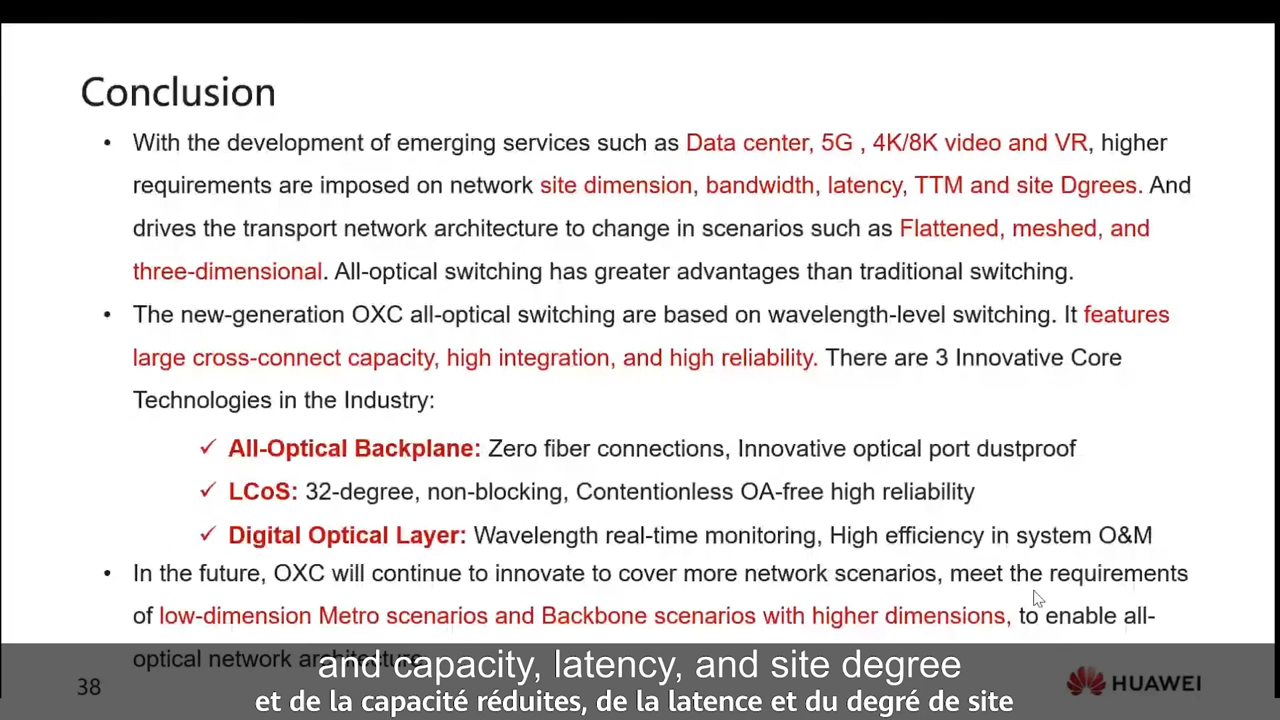 Conclusion
• With the development of emerging services such as Data center, 5G , 4K/8K video and VR, higher
requirements are imposed on network site dimension, bandwidth, latency, TTM and site Dgrees. And
drives the transport network architecture to change in scenarios such as Flattened, meshed, and
three-dimensional. All-optical switching has greater advantages than traditional switching.
• The new-generation OXC all-optical switching are based on wavelength-level switching. It features
large cross-connect capacity, high integration, and high reliability. There are 3 Innovative Core
Technologies in the Industry:
✓ All-Optical Backplane: Zero fiber connections, Innovative optical port dustproof
✓ LCoS: 32-degree, non-blocking, Contentionless OA-free high reliability
✓ Digital Optical Layer: Wavelength real-time monitoring, High efficiency in system O&M
• In the future, OXC will continue to innovate to cover more network scenarios, meet the requirements
of low-dimension Metro scenarios and Backbone scenarios with higher dimensions, to enable all-
optical network architecture.
and capacity, latency, and site degree
et de la capacité réduites, de la latence et du degré de site
38
HUAWEI